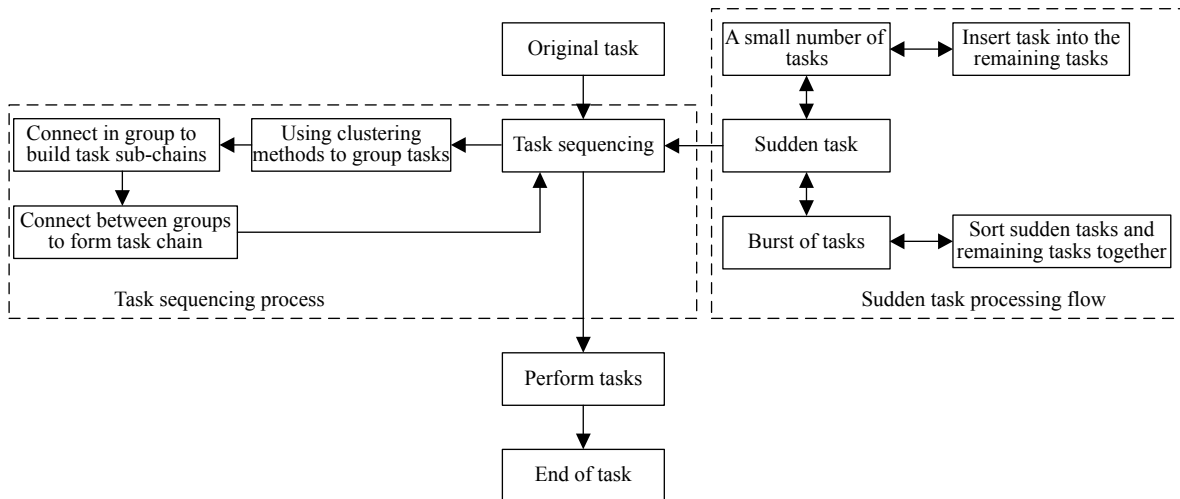 Original task
A small number of
tasks
Insert task into the
remaining tasks
Connect in group to
build task sub-chains
Using clustering
methods to group tasks
Task sequencing
Sudden task
Connect between groups
to form task chain
Burst of tasks
Sort sudden tasks and
remaining tasks together
Task sequencing process
Sudden task processing flow
Perform tasks
End of task